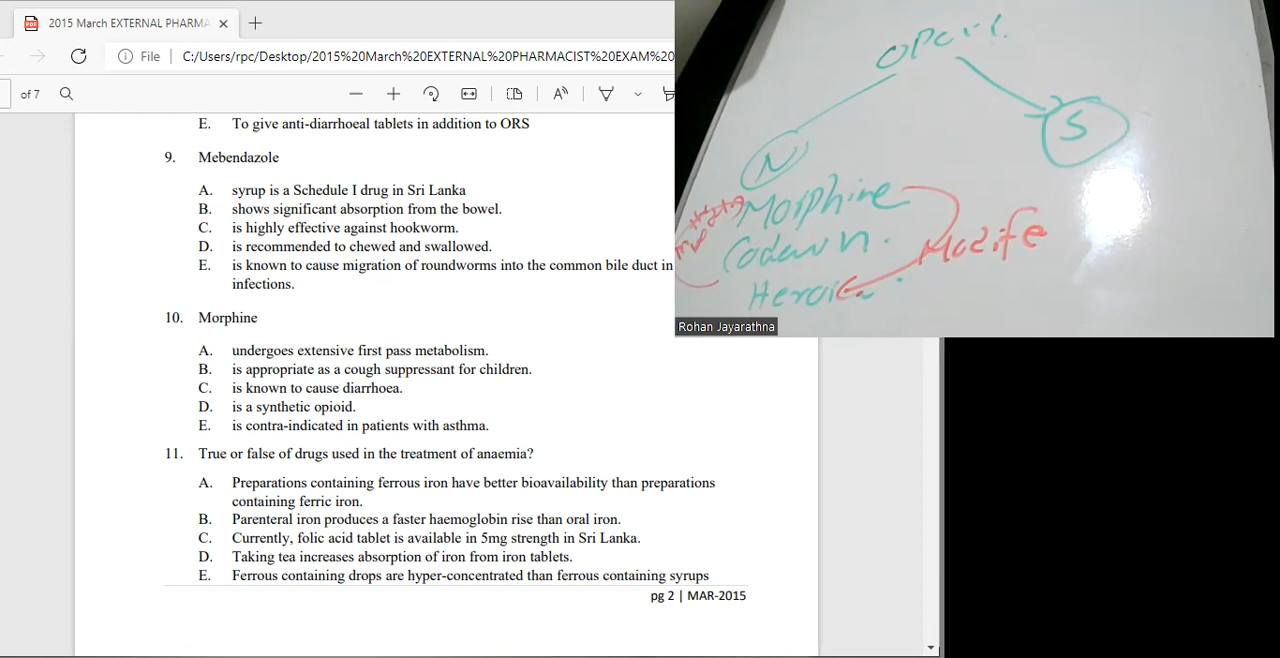 2015 March EXTERNAL PHARMA
File
C:/Users/rpc/Desktop/2015%20March%20EXTERNAL%20PHARMACIST%20EXAM%20
of 7
E. To give anti-diarrhoeal tablets in addition to ORS
9. Mebendazole
A. syrup is a Schedule I drug in Sri Lanka
B. shows significant absorption from the bowel.
C. is highly effective against hookworm.
D. is recommended to chewed and swallowed.
E. is known to cause migration of roundworms into the common bile duct in
infections.
10. Morphine
A. undergoes extensive first pass metabolism.
B. is appropriate as a cough suppressant for children.
C. is known to cause diarrhoea.
D. is a synthetic opioid.
E. is contra-indicated in patients with asthma.
11. True or false of drugs used in the treatment of anaemia?
A. Preparations containing ferrous iron have better bioavailability than preparations
containing ferric iron.
B. Parenteral iron produces a faster haemoglobin rise than oral iron.
C. Currently, folic acid tablet is available in 5mg strength in Sri Lanka.
D. Taking tea increases absorption of iron from iron tablets.
E. Ferrous containing drops are hyper-concentrated than ferrous containing syrups
pg 2 | MAR-2015
N
S
Morphine
Modife
Rohan Jayarathna